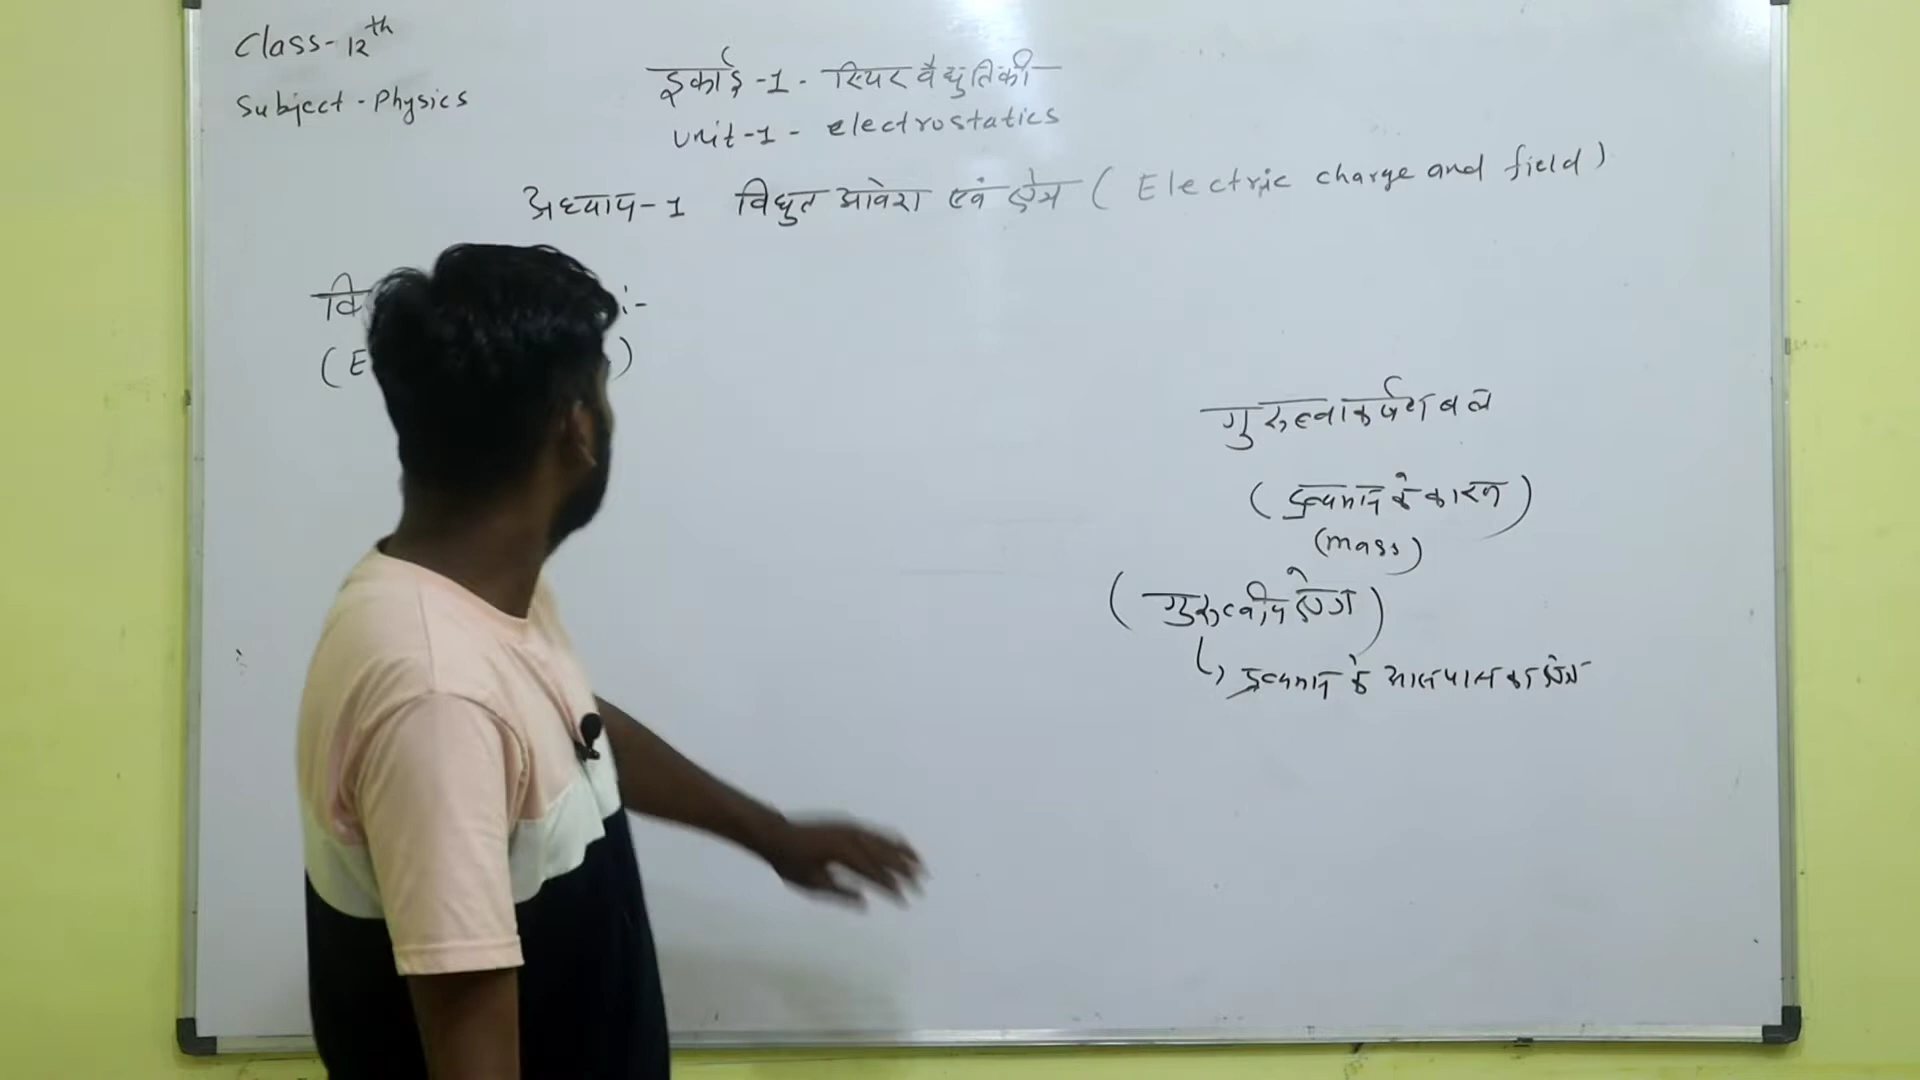 Class-12th
Subject-Physics
इकाई-1- स्थिर वैद्युतिकी
unit-1- electrostatics
अध्याय-1 विद्युत आवेश एवं क्षेत्र (Electric charge and field)
वि :-
(E )
गुरुत्वाकर्षण बल
(द्रव्यमान के कारन)
(mass)
(गुरुत्वीय क्षेत्र)
↳ द्रव्यमान के आसपास का क्षेत्र